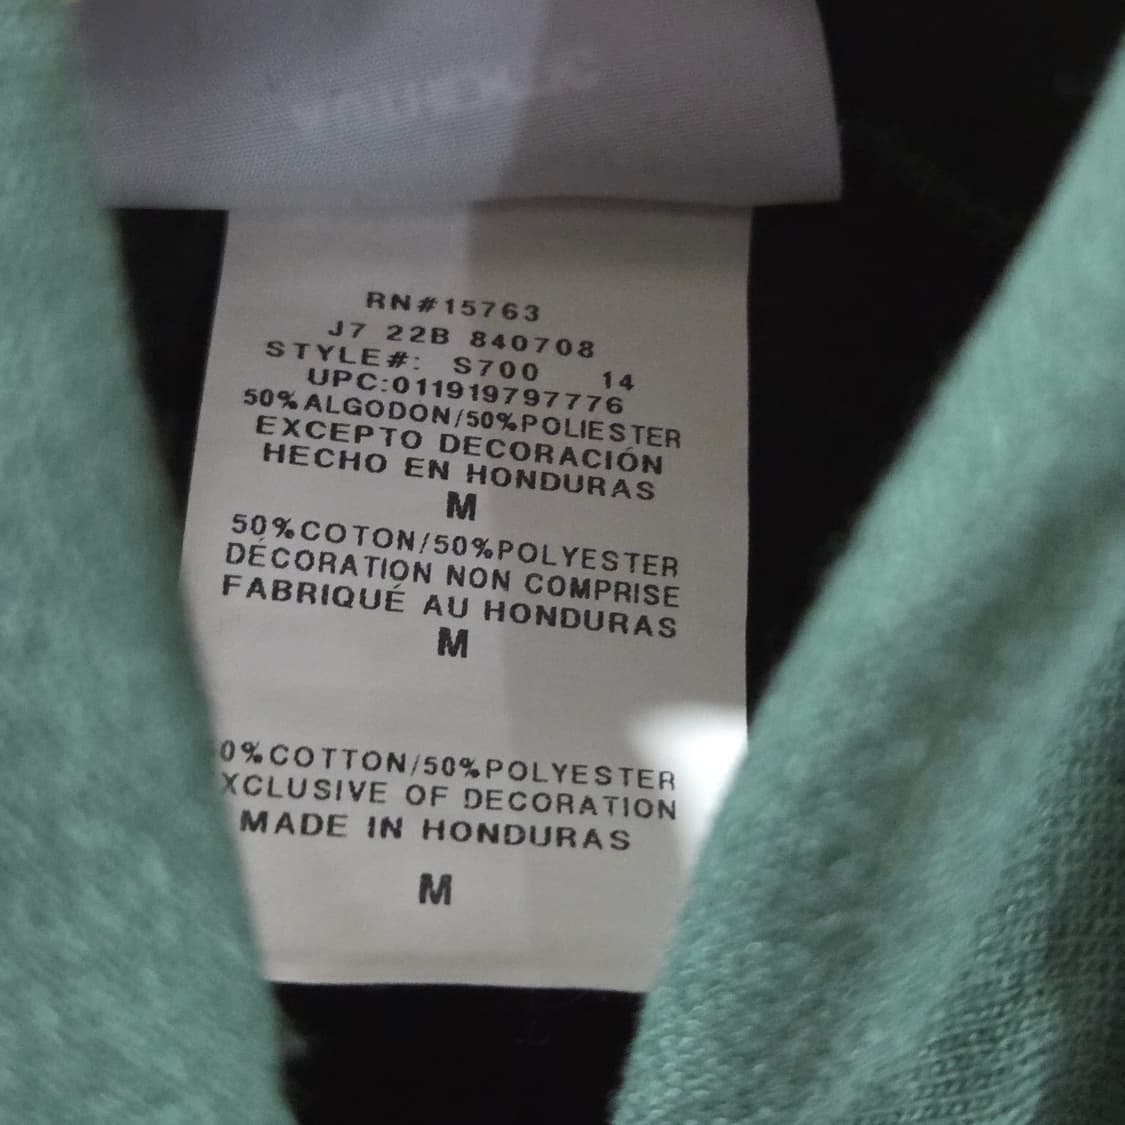 RN#15763
J7 22B 840708
STYLE#: S700 14
UPC:011919797776
50%ALGODON/50%POLIESTER
EXCEPTO DECORACIÓN
HECHO EN HONDURAS
M
50%COTON/50%POLYESTER
DÉCORATION NON COMPRISE
FABRIQUÉ AU HONDURAS
M
0%COTTON/50%POLYESTER
XCLUSIVE OF DECORATION
MADE IN HONDURAS
M